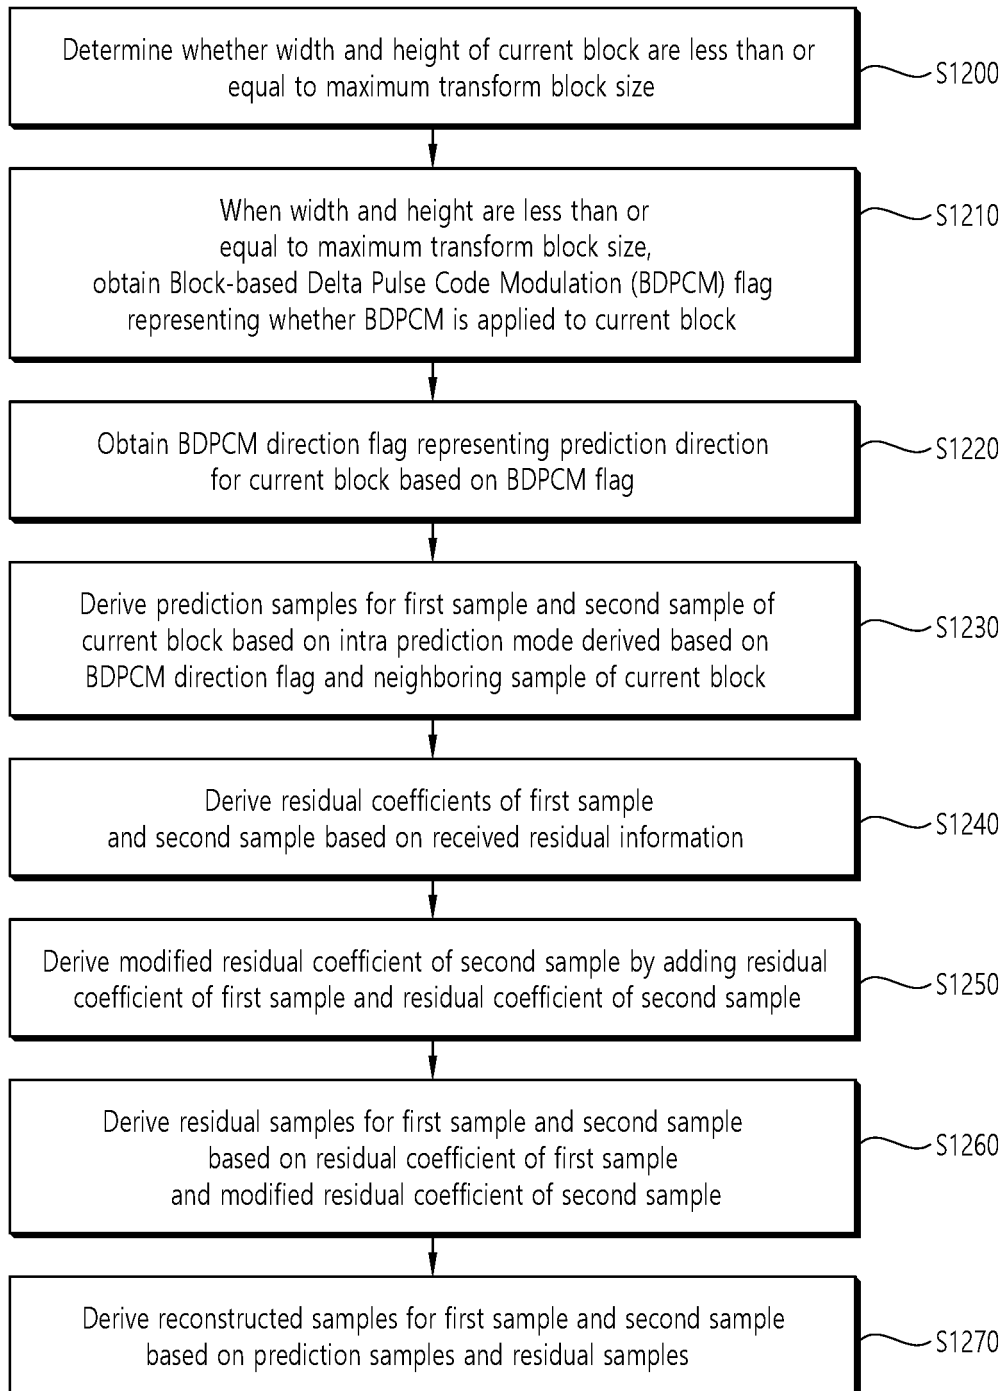 Determine whether width and height of current block are less than or
equal to maximum transform block size
S1200
When width and height are less than or
equal to maximum transform block size,
obtain Block-based Delta Pulse Code Modulation (BDPCM) flag
representing whether BDPCM is applied to current block
S1210
Obtain BDPCM direction flag representing prediction direction
for current block based on BDPCM flag
S1220
Derive prediction samples for first sample and second sample of
current block based on intra prediction mode derived based on
BDPCM direction flag and neighboring sample of current block
S1230
Derive residual coefficients of first sample
and second sample based on received residual information
S1240
Derive modified residual coefficient of second sample by adding residual
coefficient of first sample and residual coefficient of second sample
S1250
Derive residual samples for first sample and second sample
based on residual coefficient of first sample
and modified residual coefficient of second sample
S1260
Derive reconstructed samples for first sample and second sample
based on prediction samples and residual samples
S1270